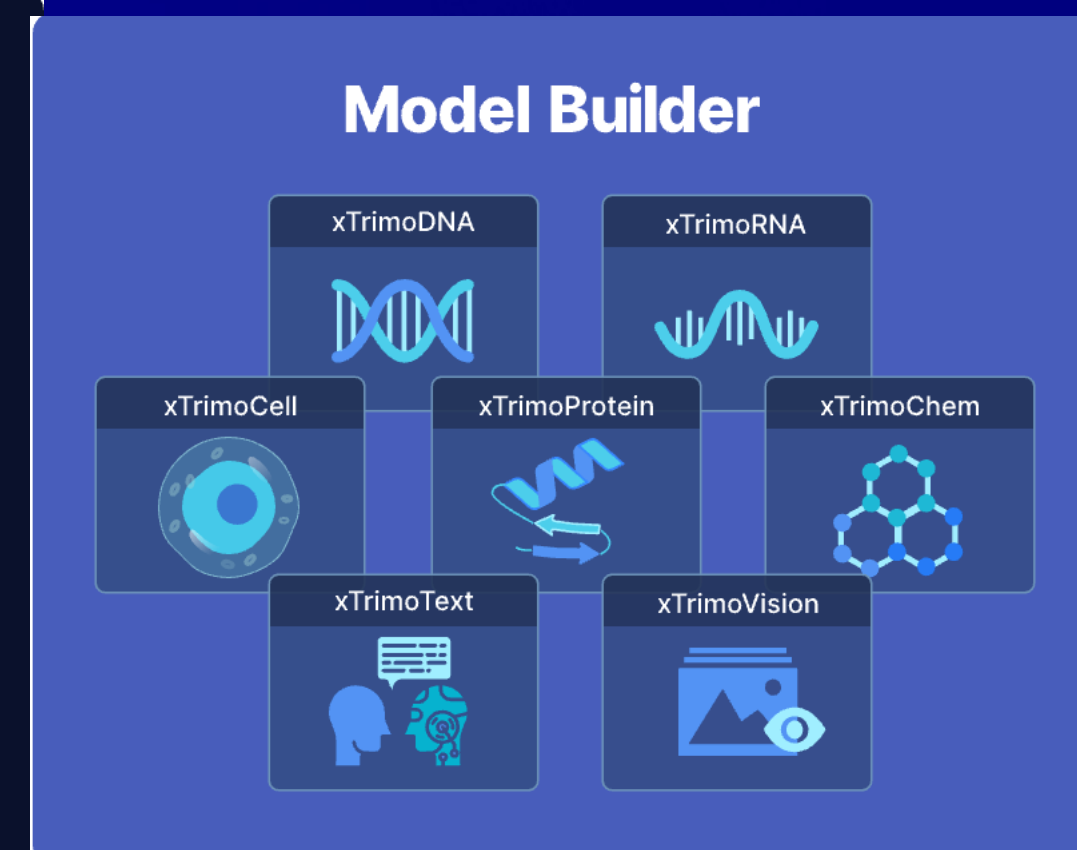 Model Builder
xTrimoDNA
xTrimoRNA
xTrimoCell
xTrimoProtein
xTrimoChem
xTrimoText
xTrimoVision